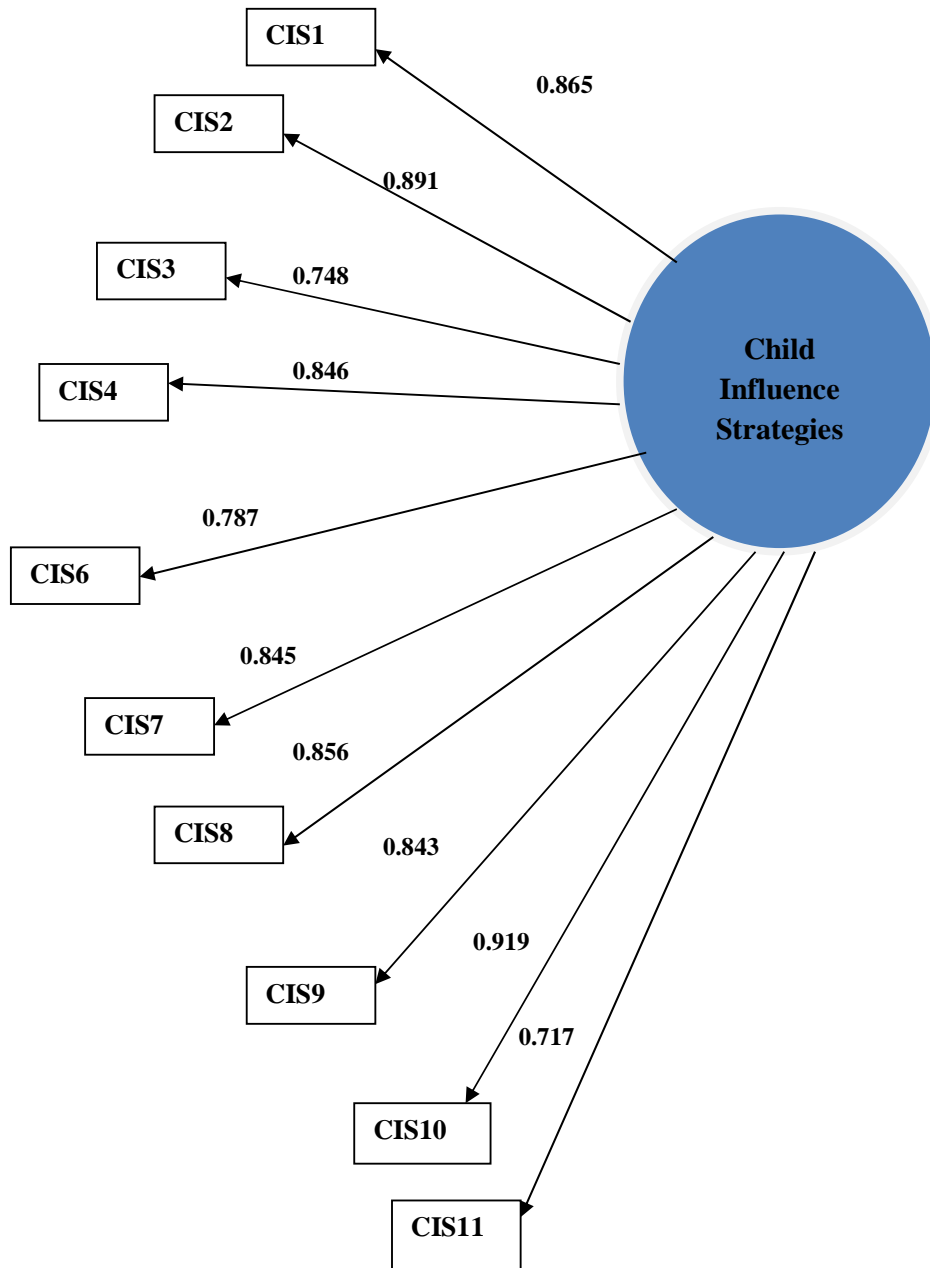 CIS1
0.865
CIS2
0.891
CIS3
0.748
CIS4
0.846
Child
Influence
Strategies
CIS6
0.787
CIS7
0.845
CIS8
0.856
CIS9
0.843
CIS10
0.919
CIS11
0.717